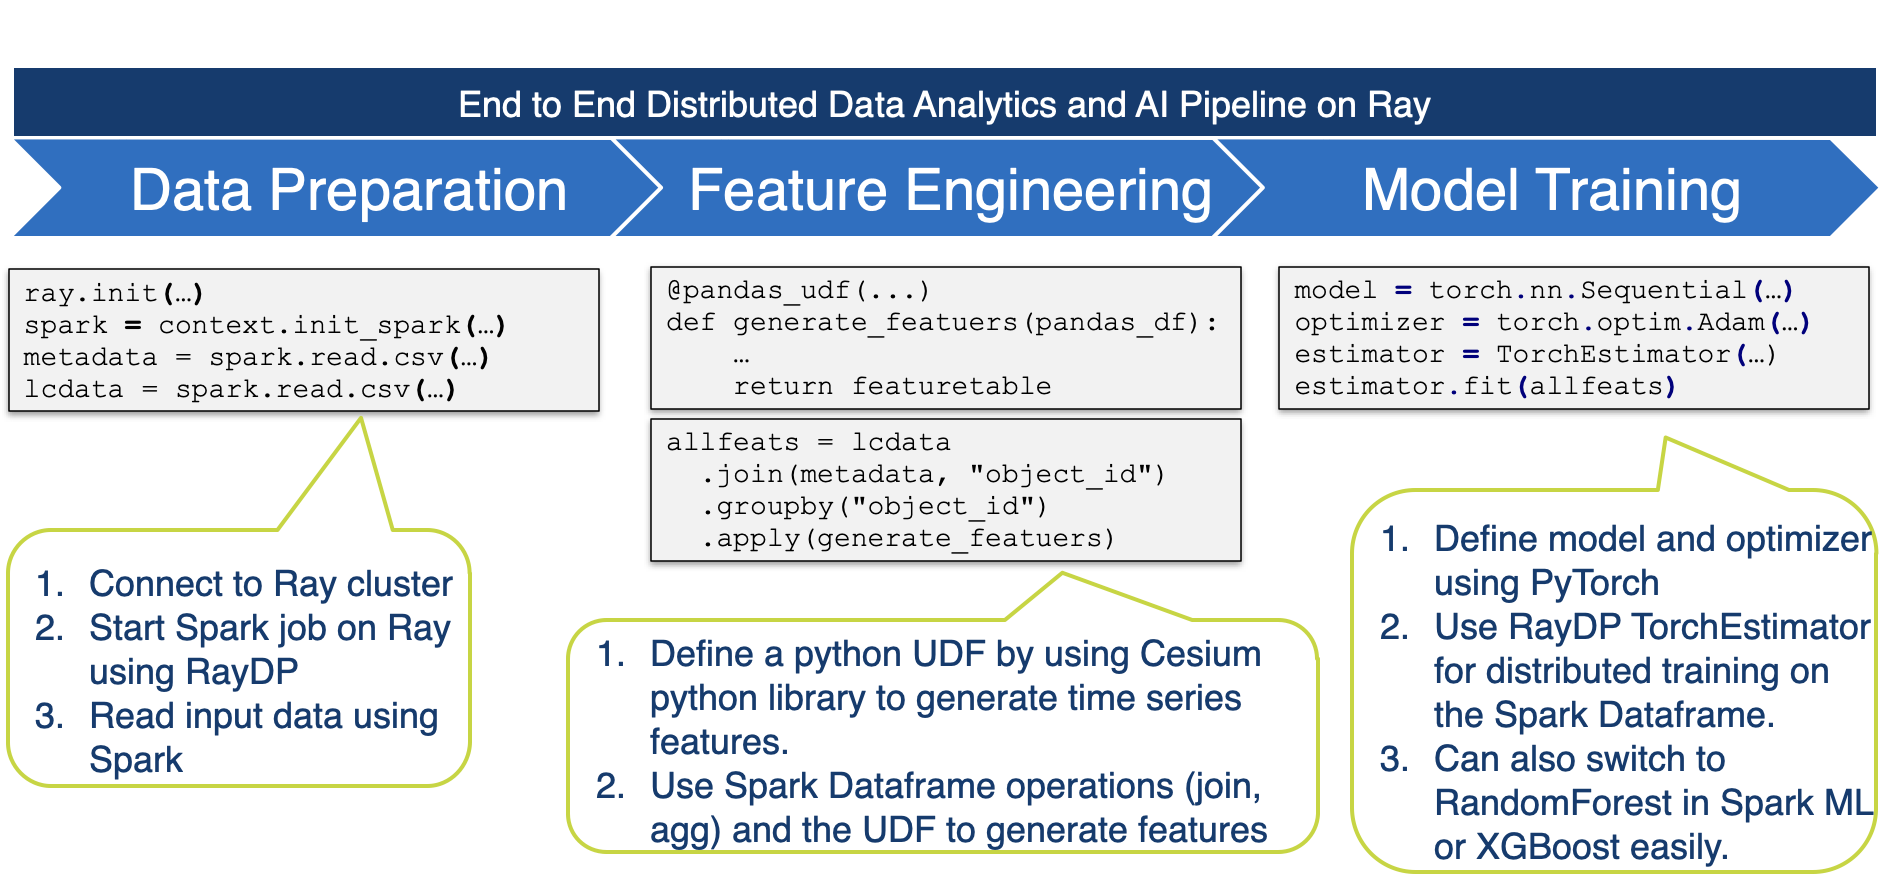 End to End Distributed Data Analytics and AI Pipeline on Ray
Data Preparation
Feature Engineering
Model Training
ray.init(…)
spark = context.init_spark(…)
metadata = spark.read.csv(…)
lcdata = spark.read.csv(…)
1. Connect to Ray cluster
2. Start Spark job on Ray
using RayDP
3. Read input data using
Spark
@pandas_udf(...)
def generate_featuers(pandas_df):
…
return featuretable
allfeats = lcdata
.join(metadata, "object_id")
.groupby("object_id")
.apply(generate_featuers)
1. Define a python UDF by using Cesium
python library to generate time series
features.
2. Use Spark Dataframe operations (join,
agg) and the UDF to generate features
model = torch.nn.Sequential(…)
optimizer = torch.optim.Adam(…)
estimator = TorchEstimator(…)
estimator.fit(allfeats)
1. Define model and optimizer
using PyTorch
2. Use RayDP TorchEstimator
for distributed training on
the Spark Dataframe.
3. Can also switch to
RandomForest in Spark ML
or XGBoost easily.